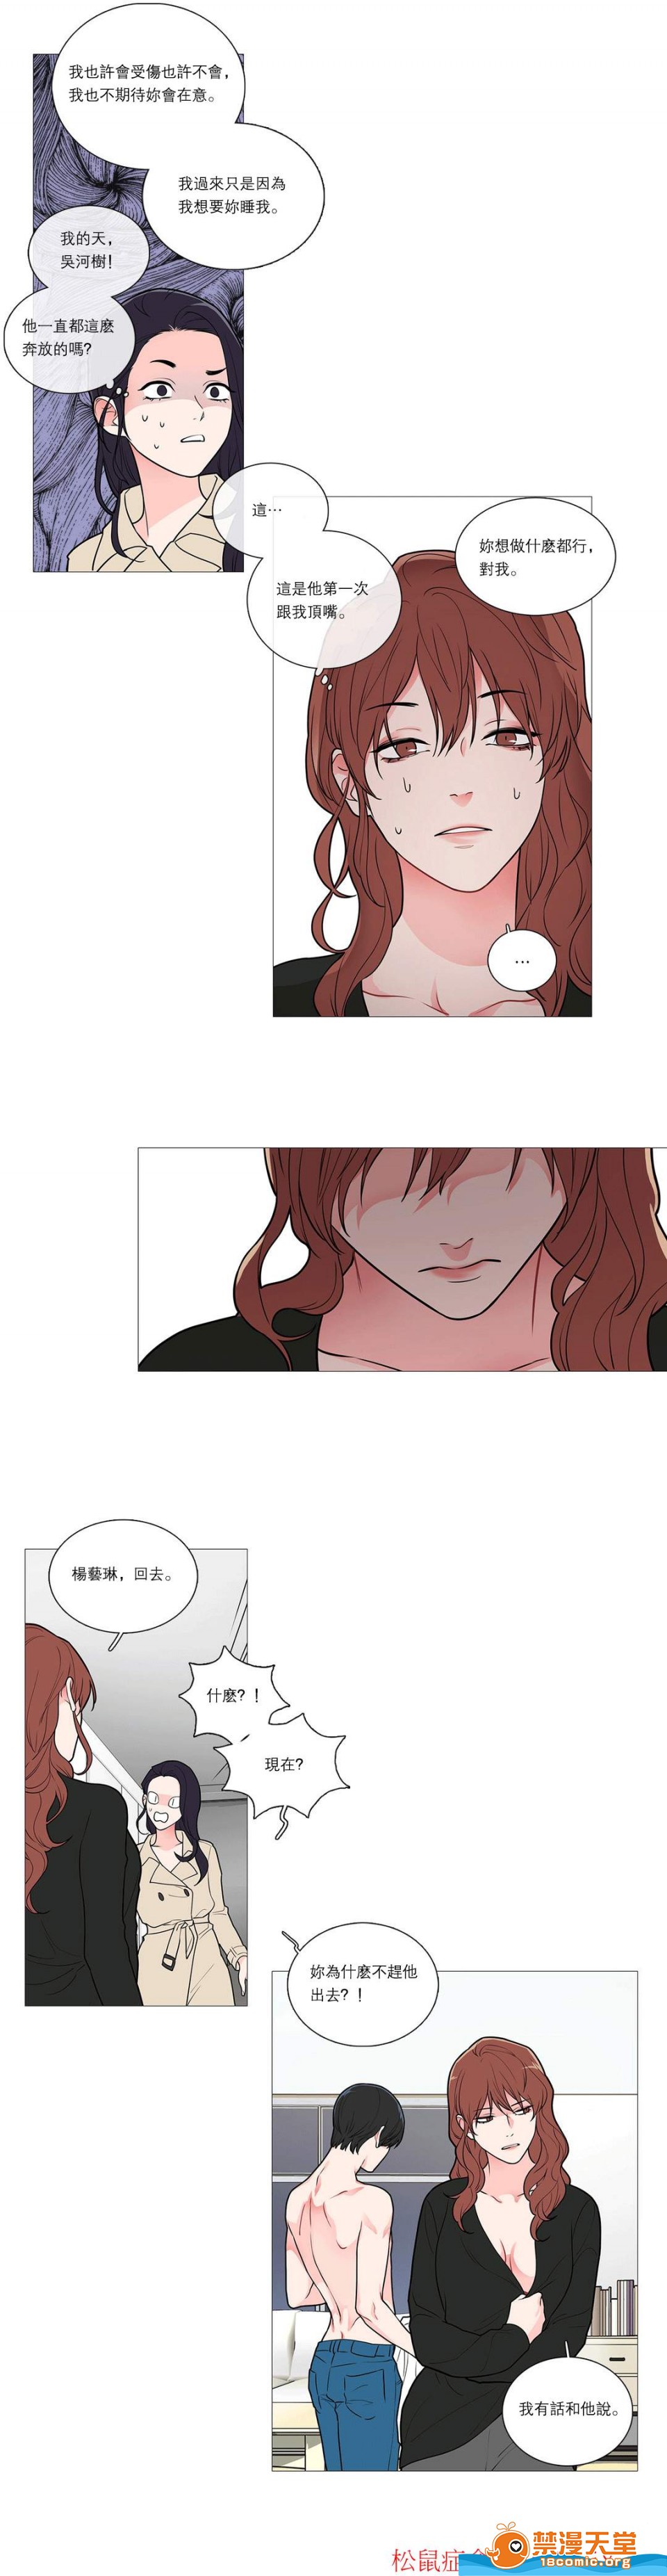 我也許會受傷也許不會，
我也不期待妳會在意。
我過來只是因為
我想要妳睡我。
我的天，
吳河樹！
他一直都這麼
奔放的嗎？
這…
這是他第一次
跟我頂嘴。
妳想做什麼都行，
對我。
…
楊藝琳，回去。
什麼？！
現在？
妳為什麼不趕他
出去？！
我有話和他說。
松鼠症
禁漫天堂
18comic.org